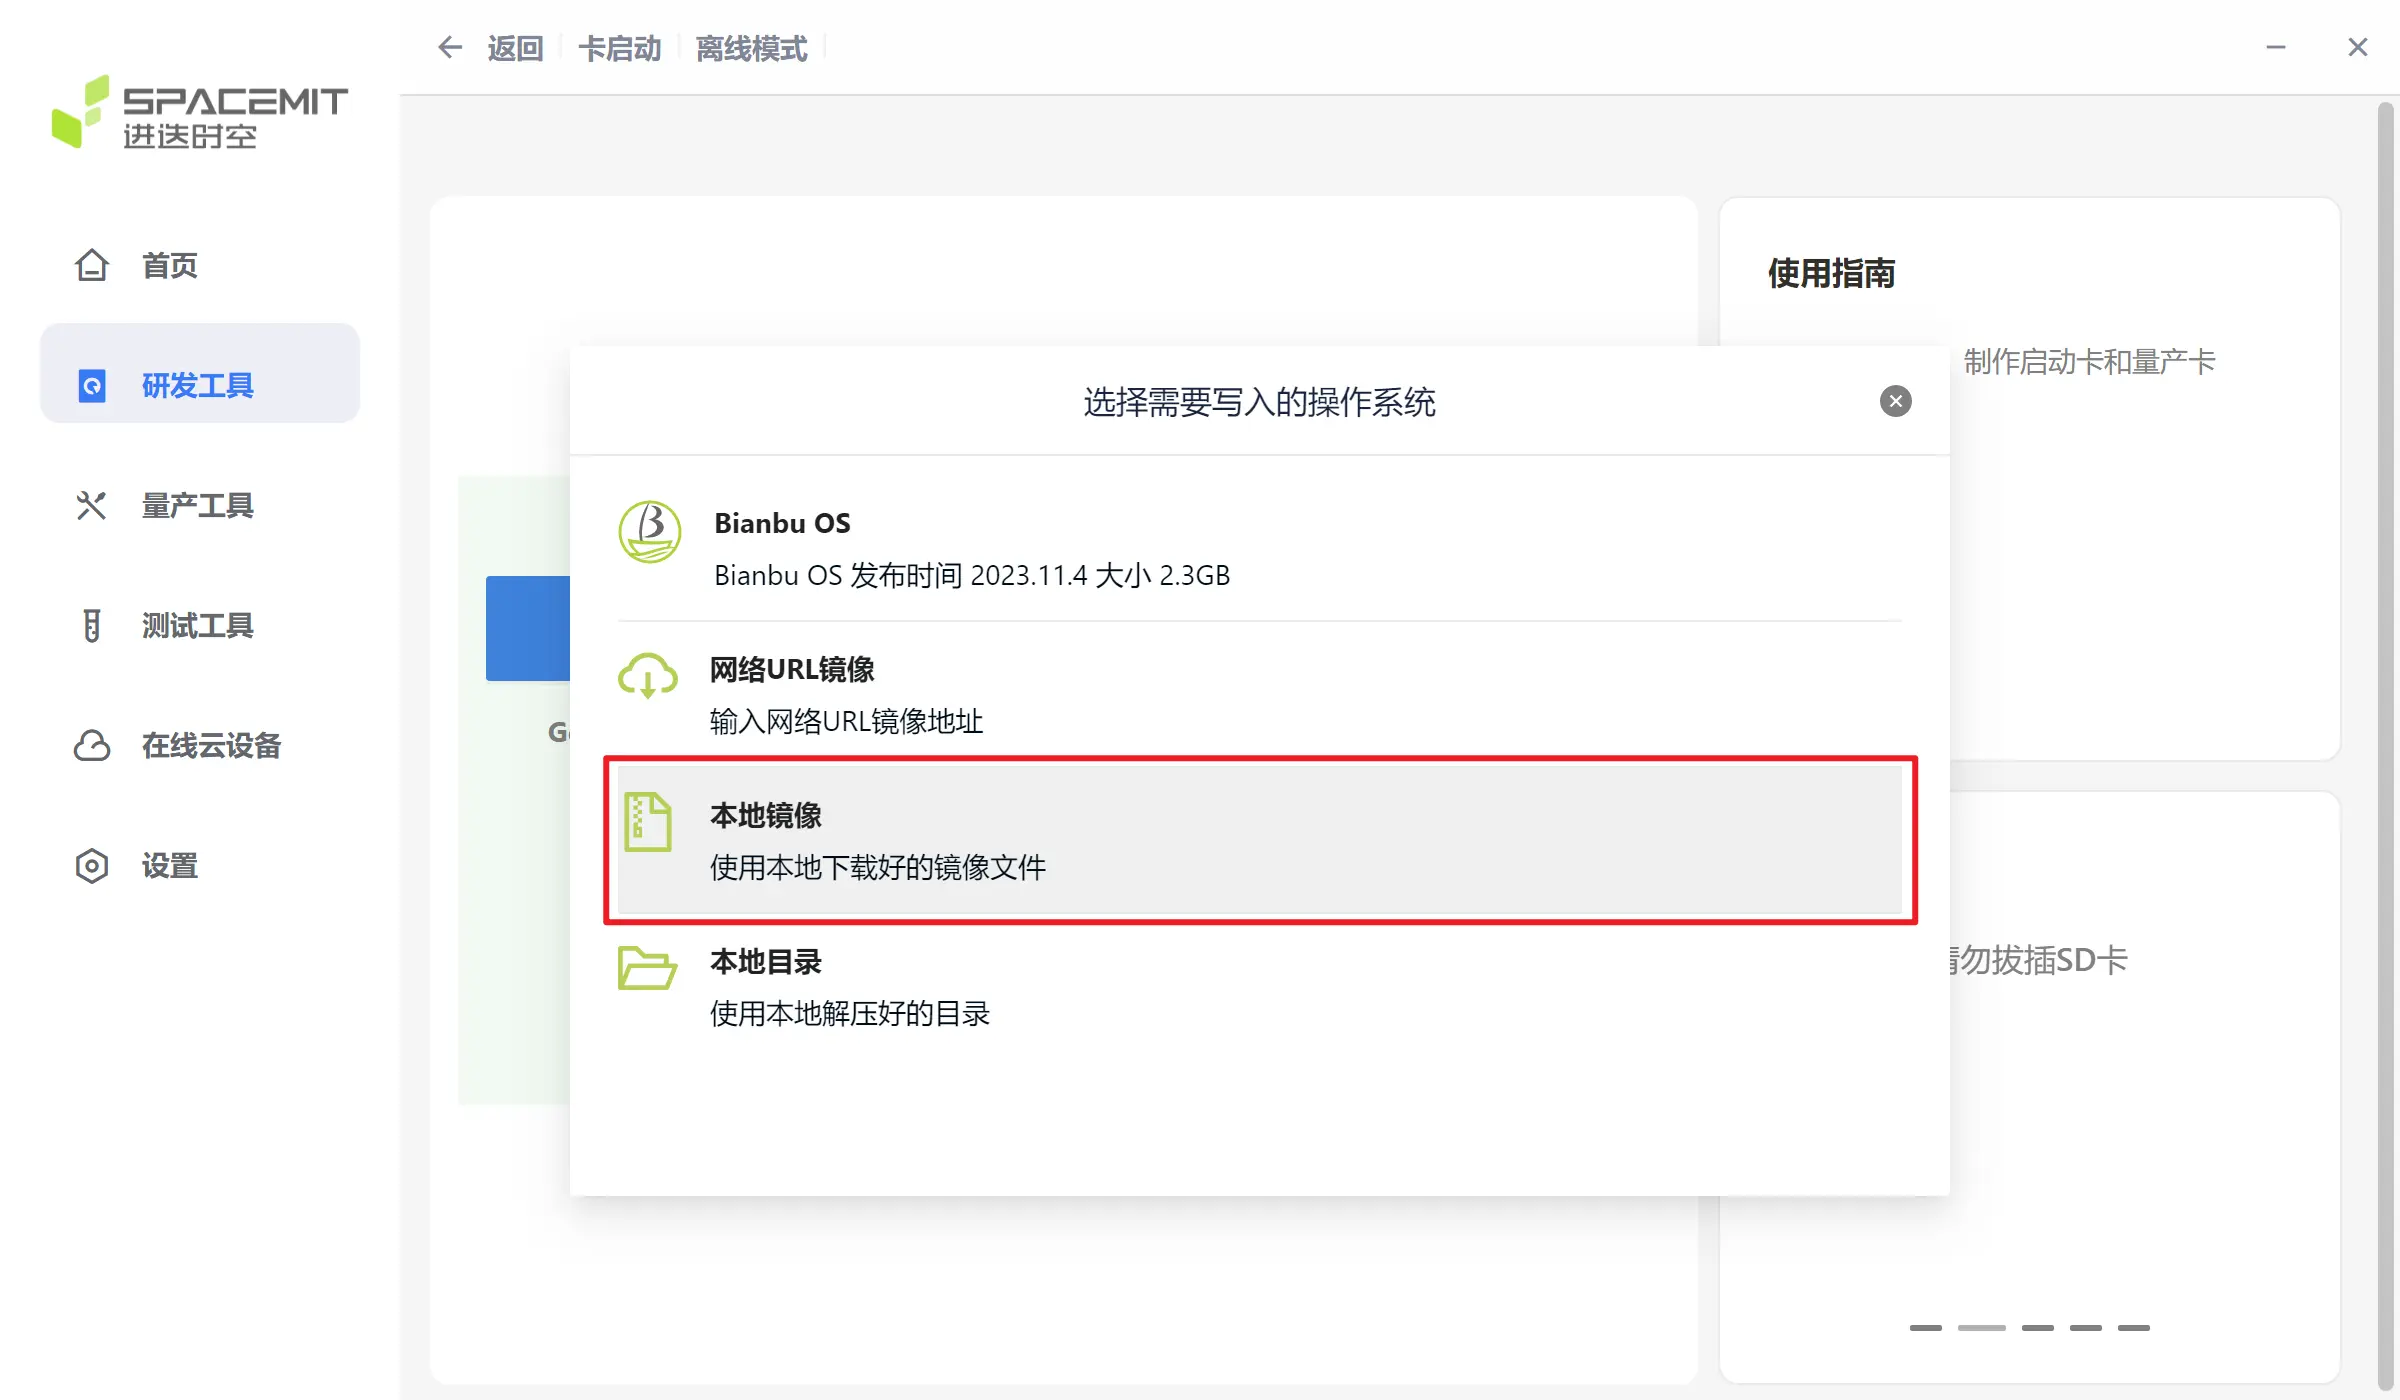 返回 卡启动 离线模式
SPACEMIT
进迭时空
首页
研发工具
量产工具
测试工具
在线云设备
设置
选择需要写入的操作系统
Bianbu OS
Bianbu OS 发布时间 2023.11.4 大小 2.3GB
网络URL镜像
输入网络URL镜像地址
本地镜像
使用本地下载好的镜像文件
本地目录
使用本地解压好的目录
使用指南
制作启动卡和量产卡
勿拔插SD卡